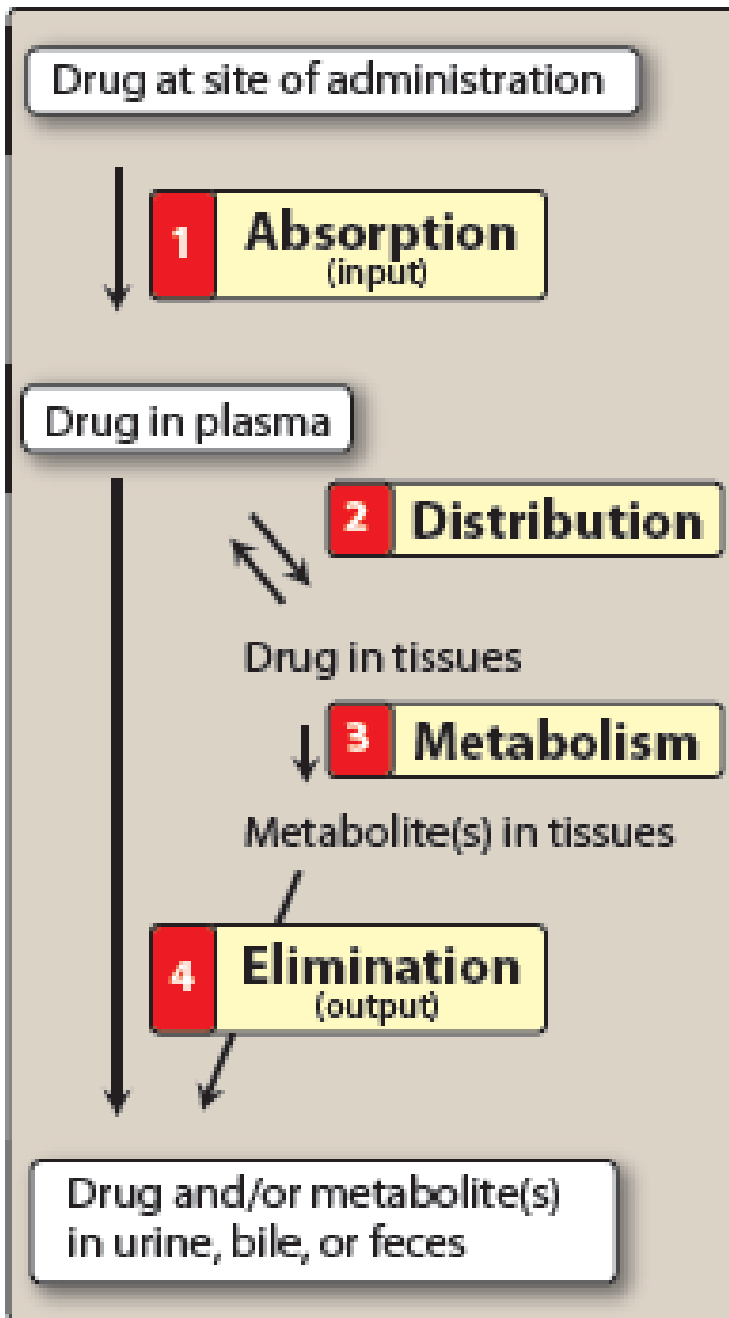 Drug at site of administration
1
Absorption
(input)
Drug in plasma
2
Distribution
Drug in tissues
3
Metabolism
Metabolite(s) in tissues
4
Elimination
(output)
Drug and/or metabolite(s)
in urine, bile, or feces